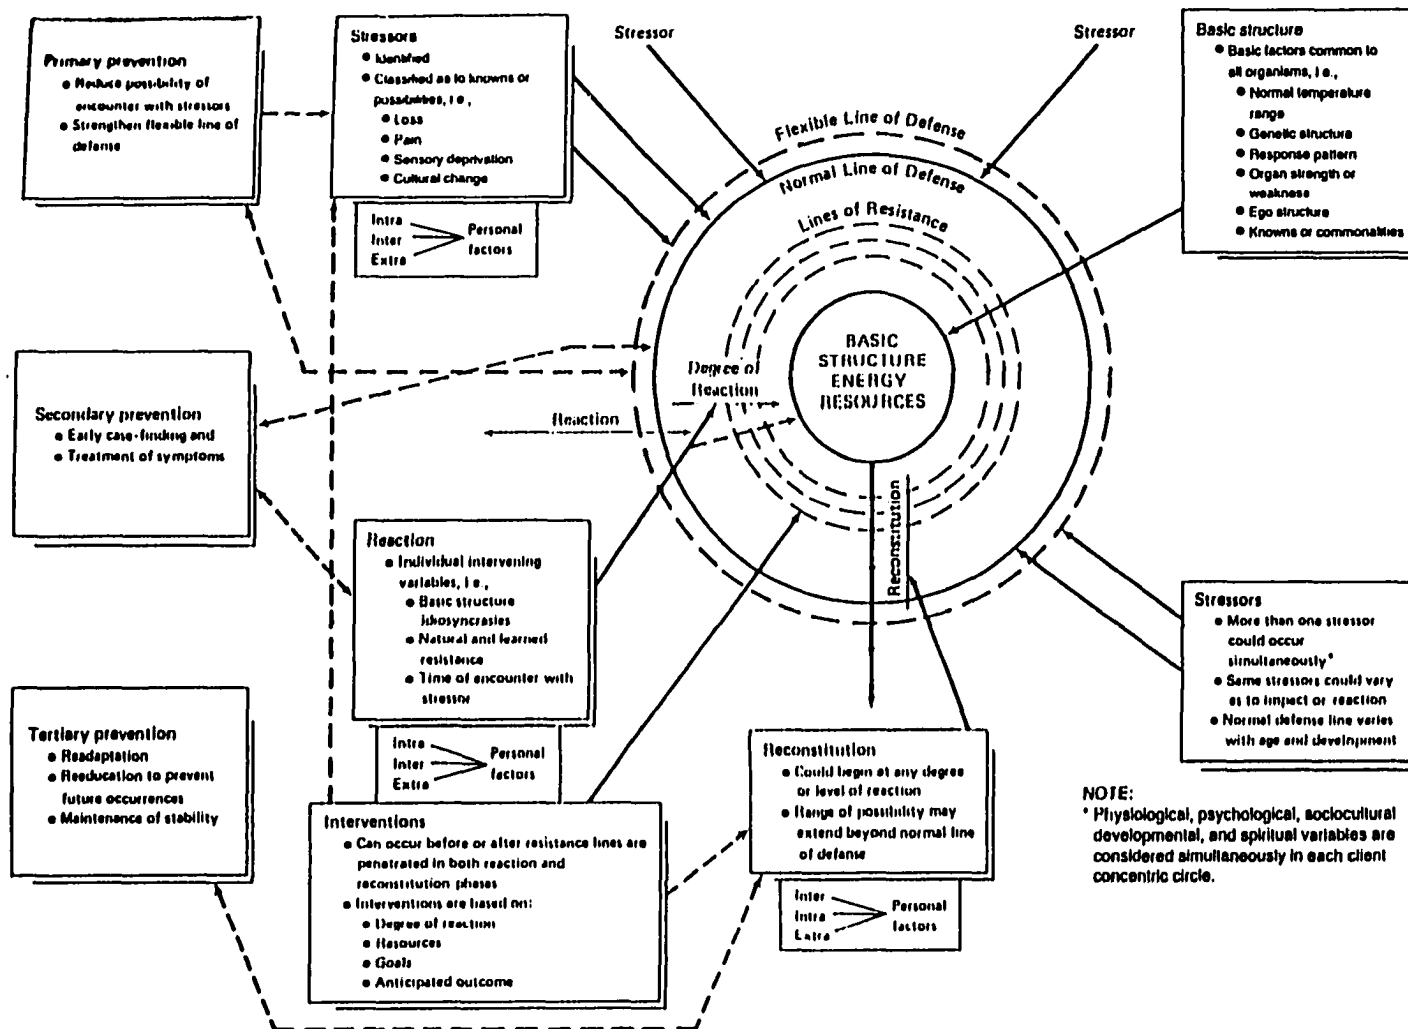 Primary prevention
● Reduce possibility of
encounter with stressors
● Strengthen flexible line of
defense
Stressors
● Identified
● Classified as to knowns or
possibilities, i.e.,
● Loss
● Pain
● Sensory deprivation
● Cultural change
Intra
Inter
Extra
Personal
factors
Stressor
Stressor
Basic structure
● Basic factors common to
all organisms, i.e.,
● Normal temperature
range
● Genetic structure
● Response pattern
● Organ strength or
weakness
● Ego structure
● Knowns or commonalities
Flexible Line of Defense
Normal Line of Defense
Lines of Resistance
BASIC
STRUCTURE
ENERGY
RESOURCES
Degree of
Reaction
Reaction
Reconstitution
Secondary prevention
● Early case-finding and
● Treatment of symptoms
Reaction
● Individual intervening
variables, i.e.,
● Basic structure
idiosyncrasies
● Natural and learned
resistance
● Time of encounter with
stressor
Intra
Inter
Extra
Personal
factors
Stressors
● More than one stressor
could occur
simultaneously*
● Same stressors could vary
as to impact or reaction
● Normal defense line varies
with age and development
Tertiary prevention
● Readaptation
● Reeducation to prevent
future occurrences
● Maintenance of stability
Interventions
● Can occur before or after resistance lines are
penetrated in both reaction and
reconstitution phases
● Interventions are based on:
● Degree of reaction
● Resources
● Goals
● Anticipated outcome
Reconstitution
● Could begin at any degree
or level of reaction
● Range of possibility may
extend beyond normal line
of defense
Inter
Intra
Extra
Personal
factors
NOTE:
* Physiological, psychological, sociocultural
developmental, and spiritual variables are
considered simultaneously in each client
concentric circle.